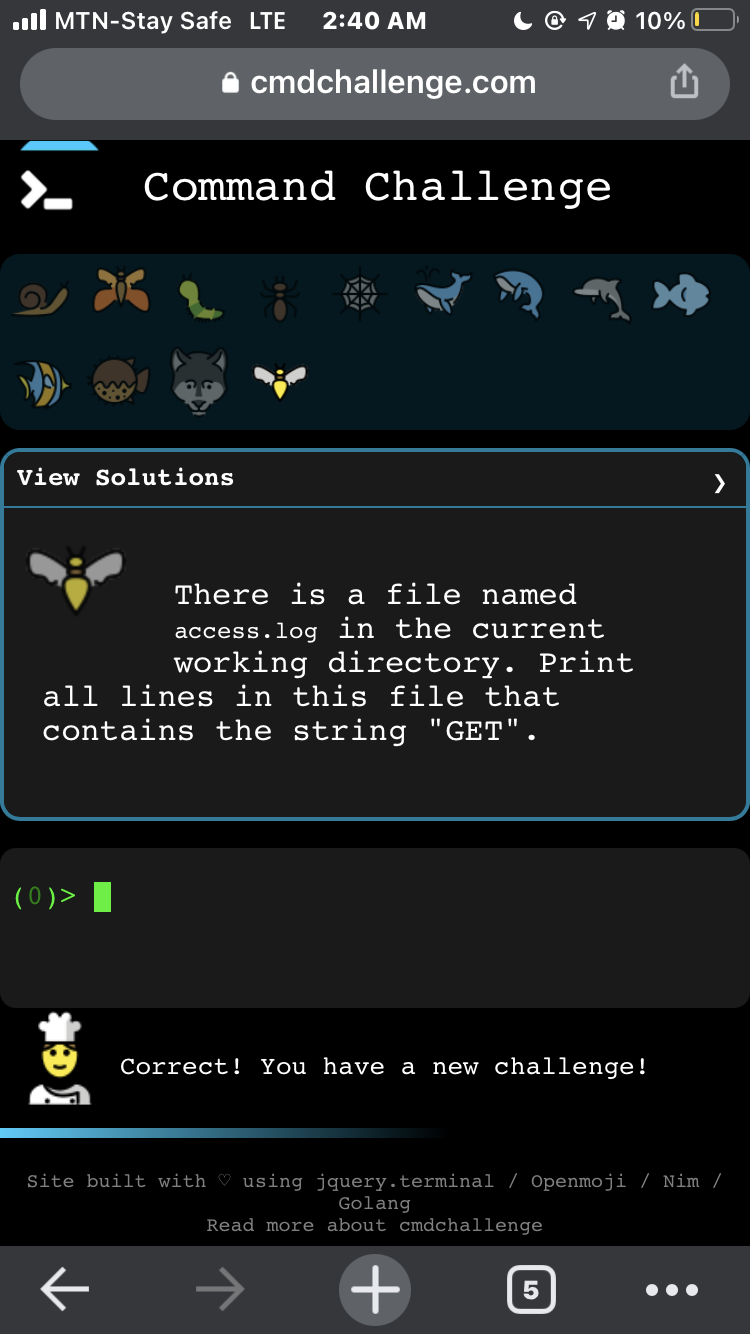 MTN-Stay Safe LTE 2:40 AM 10%
cmdchallenge.com
Command Challenge
View Solutions ❯
There is a file named
access.log in the current
working directory. Print
all lines in this file that
contains the string "GET".
(0)>
Correct! You have a new challenge!
Site built with ♡ using jquery.terminal / Openmoji / Nim /
Golang
Read more about cmdchallenge
5